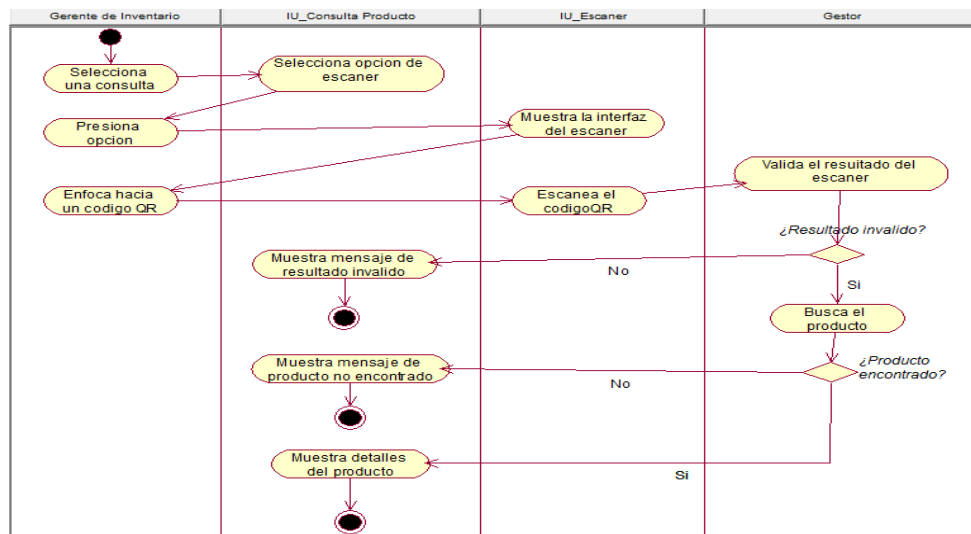 Gerente de Inventario
IU_Consulta Producto
IU_Escaner
Gestor
Selecciona
una consulta
Selecciona opcion de
escaner
Presiona
opcion
Muestra la interfaz
del escaner
Enfoca hacia
un codigo QR
Escanea el
codigoQR
Valida el resultado del
escaner
¿Resultado invalido?
Muestra mensaje de
resultado invalido
No
Si
Busca el
producto
¿Producto
encontrado?
Muestra mensaje de
producto no encontrado
No
Muestra detalles
del producto
Si